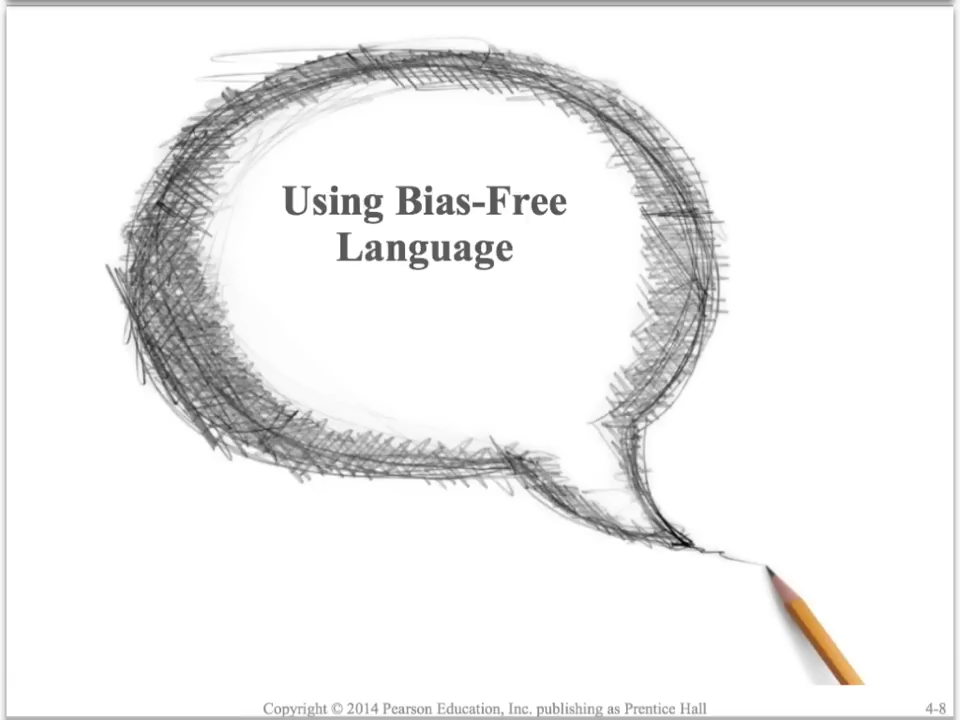 Using Bias-Free
Language
Copyright © 2014 Pearson Education, Inc. publishing as Prentice Hall
4-8